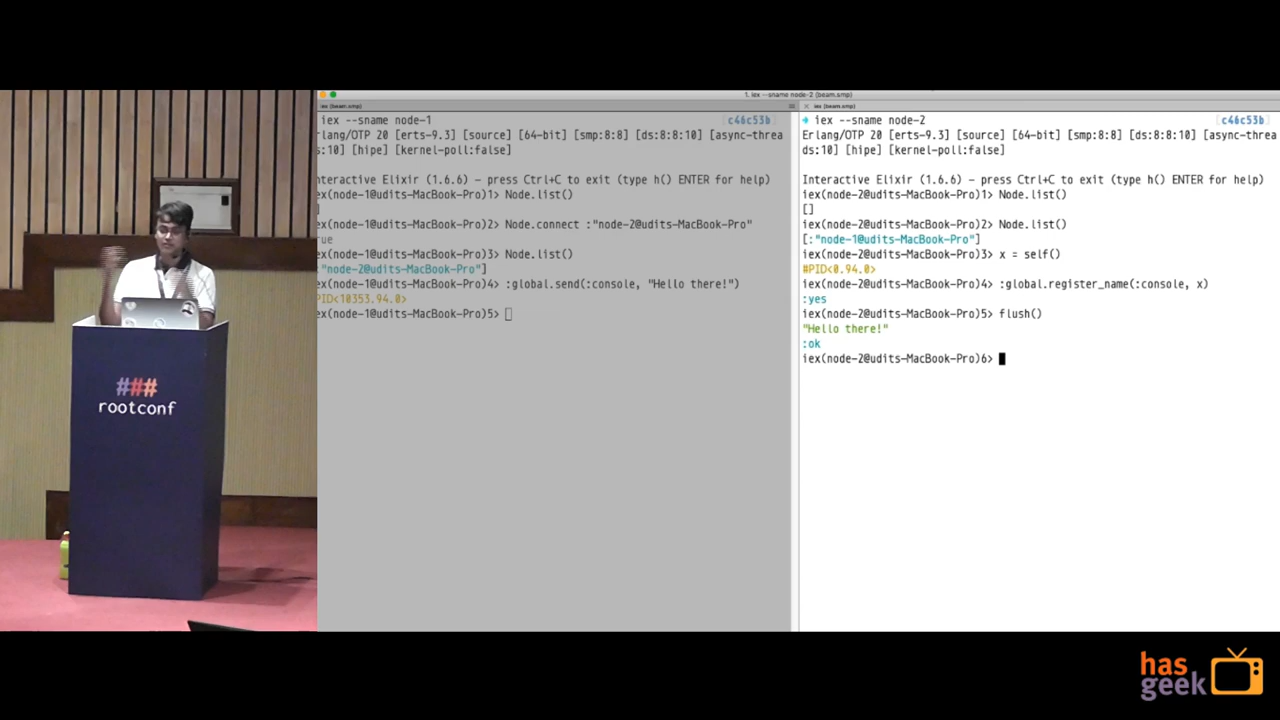 1. iex --sname node-2 (beam.smp)
iex (beam.smp)
iex --sname node-1 c46c53b
rlang/OTP 20 [erts-9.3] [source] [64-bit] [smp:8:8] [ds:8:8:10] [async-threa
s:10] [hipe] [kernel-poll:false]
nteractive Elixir (1.6.6) – press Ctrl+C to exit (type h() ENTER for help)
ex(node-1@udits-MacBook-Pro)1> Node.list()
]
ex(node-1@udits-MacBook-Pro)2> Node.connect :"node-2@udits-MacBook-Pro"
rue
ex(node-1@udits-MacBook-Pro)3> Node.list()
:"node-2@udits-MacBook-Pro"]
ex(node-1@udits-MacBook-Pro)4> :global.send(:console, "Hello there!")
PID<10353.94.0>
ex(node-1@udits-MacBook-Pro)5>
iex (beam.smp)
iex --sname node-2 c46c53b
Erlang/OTP 20 [erts-9.3] [source] [64-bit] [smp:8:8] [ds:8:8:10] [async-threa
ds:10] [hipe] [kernel-poll:false]
Interactive Elixir (1.6.6) – press Ctrl+C to exit (type h() ENTER for help)
iex(node-2@udits-MacBook-Pro)1> Node.list()
[]
iex(node-2@udits-MacBook-Pro)2> Node.list()
[:"node-1@udits-MacBook-Pro"]
iex(node-2@udits-MacBook-Pro)3> x = self()
#PID<0.94.0>
iex(node-2@udits-MacBook-Pro)4> :global.register_name(:console, x)
:yes
iex(node-2@udits-MacBook-Pro)5> flush()
"Hello there!"
:ok
iex(node-2@udits-MacBook-Pro)6>
###
rootconf
has
geek